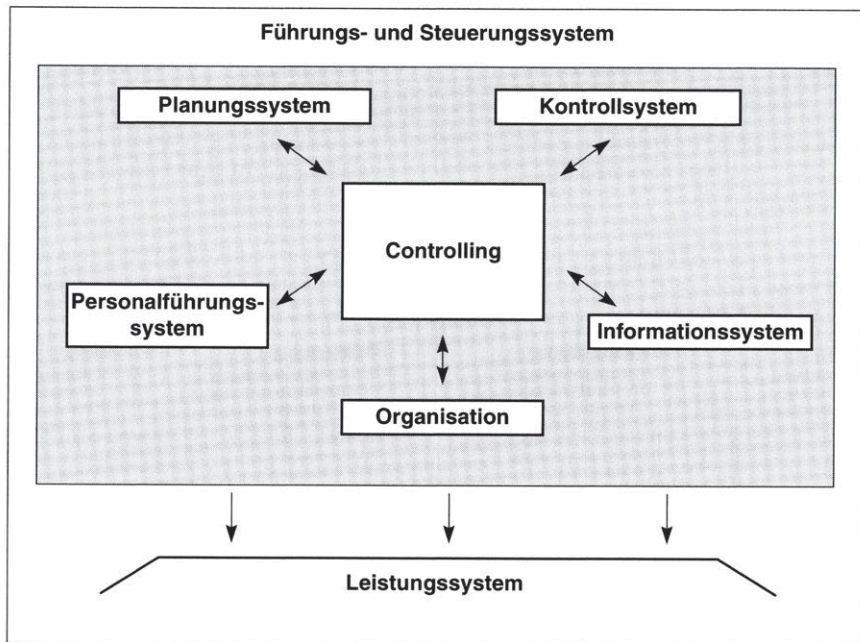 Führungs- und Steuerungssystem
Planungssystem
Kontrollsystem
Controlling
Personalführungs-
system
Informationssystem
Organisation
Leistungssystem